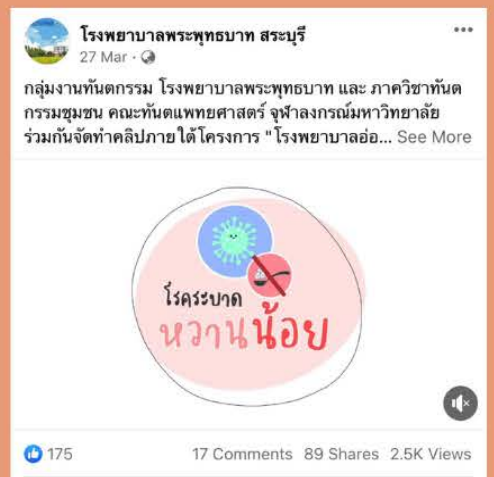 โรงพยาบาลพระพุทธบาท สระบุรี
27 Mar ·
กลุ่มงานทันตกรรม โรงพยาบาลพระพุทธบาท และ ภาควิชาทันต
กรรมชุมชน คณะทันตแพทยศาสตร์ จุฬาลงกรณ์มหาวิทยาลัย
ร่วมกันจัดทำคลิปภายใต้โครงการ "โรงพยาบาลอ่อ... See More
โรคระบาด
หวานน้อย
175
17 Comments 89 Shares 2.5K Views